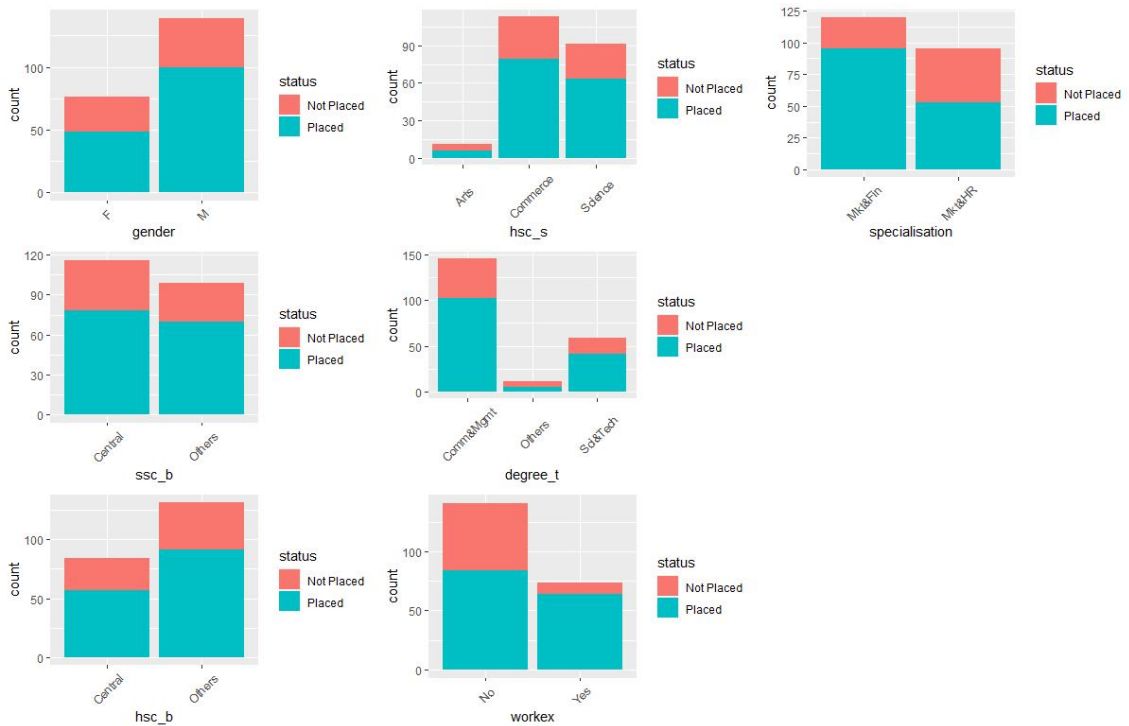 count
100
50
0
F
M
gender
status
Not Placed
Placed
count
90
60
30
0
Arts
Commerce
Science
hsc_s
status
Not Placed
Placed
count
125
100
75
50
25
0
Mkt&Fin
Mkt&HR
specialisation
status
Not Placed
Placed
count
120
90
60
30
0
Central
Others
ssc_b
status
Not Placed
Placed
count
150
100
50
0
Comm&Mgmt
Others
Sci&Tech
degree_t
status
Not Placed
Placed
count
100
50
0
Central
Others
hsc_b
status
Not Placed
Placed
count
100
50
0
No
Yes
workex
status
Not Placed
Placed